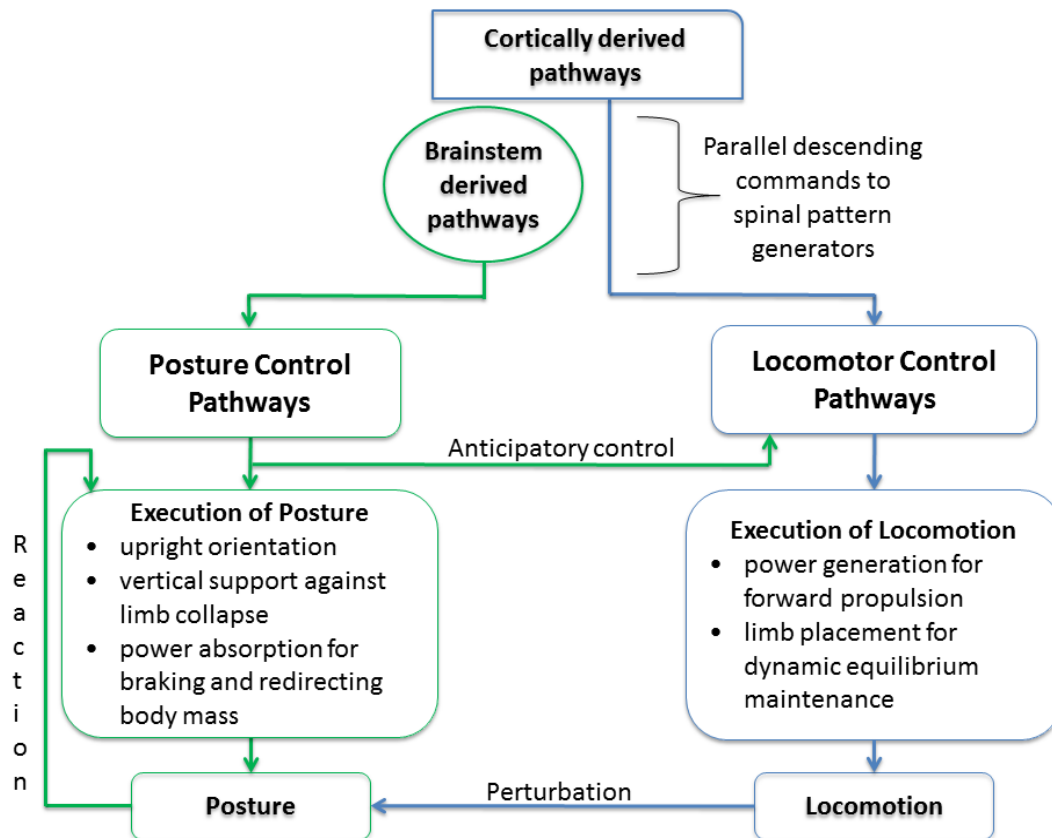 Cortically derived
pathways
Brainstem
derived
pathways
Parallel descending
commands to
spinal pattern
generators
Posture Control
Pathways
Locomotor Control
Pathways
Anticipatory control
Execution of Posture
• upright orientation
• vertical support against
limb collapse
• power absorption for
braking and redirecting
body mass
Execution of Locomotion
• power generation for
forward propulsion
• limb placement for
dynamic equilibrium
maintenance
R
e
a
c
t
i
o
n
Posture
Perturbation
Locomotion